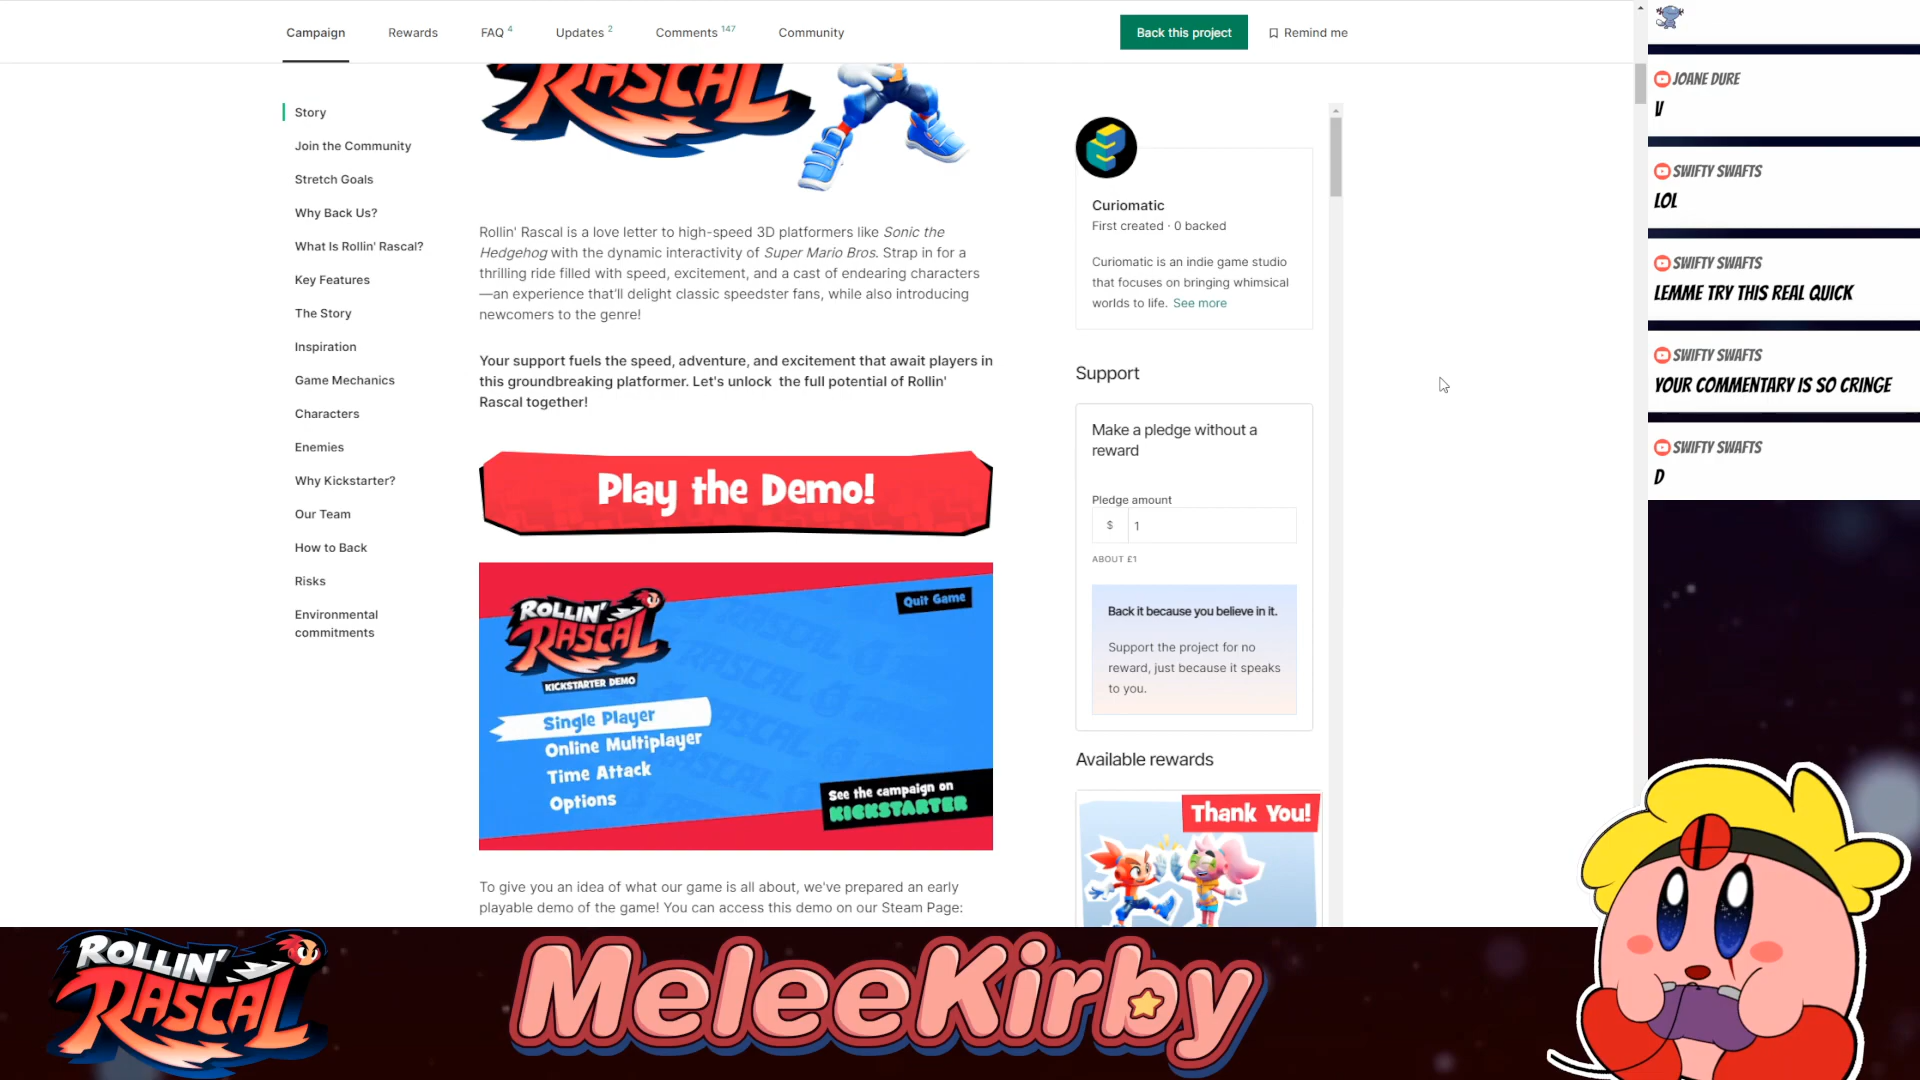 Campaign
Rewards
FAQ 4
Updates 2
Comments 147
Community
Back this project
Remind me
RASCAL
Story
Join the Community
Stretch Goals
Why Back Us?
What Is Rollin' Rascal?
Key Features
The Story
Inspiration
Game Mechanics
Characters
Enemies
Why Kickstarter?
Our Team
How to Back
Risks
Environmental
commitments
Rollin' Rascal is a love letter to high-speed 3D platformers like Sonic the
Hedgehog with the dynamic interactivity of Super Mario Bros. Strap in for a
thrilling ride filled with speed, excitement, and a cast of endearing characters
—an experience that'll delight classic speedster fans, while also introducing
newcomers to the genre!
Your support fuels the speed, adventure, and excitement that await players in
this groundbreaking platformer. Let's unlock the full potential of Rollin'
Rascal together!
Play the Demo!
ROLLIN'
RASCAL
KICKSTARTER DEMO
Quit Game
Single Player
Online Multiplayer
Time Attack
Options
See the campaign on
KICKSTARTER
To give you an idea of what our game is all about, we've prepared an early
playable demo of the game! You can access this demo on our Steam Page:
Curiomatic
First created · 0 backed
Curiomatic is an indie game studio
that focuses on bringing whimsical
worlds to life. See more
Support
Make a pledge without a
reward
Pledge amount
$ 1
ABOUT £1
Back it because you believe in it.
Support the project for no
reward, just because it speaks
to you.
Available rewards
Thank You!
JOANE DURE
V
SWIFTY SWAFTS
LOL
SWIFTY SWAFTS
LEMME TRY THIS REAL QUICK
SWIFTY SWAFTS
YOUR COMMENTARY IS SO CRINGE
SWIFTY SWAFTS
D
ROLLIN'
RASCAL
MeleeKirby